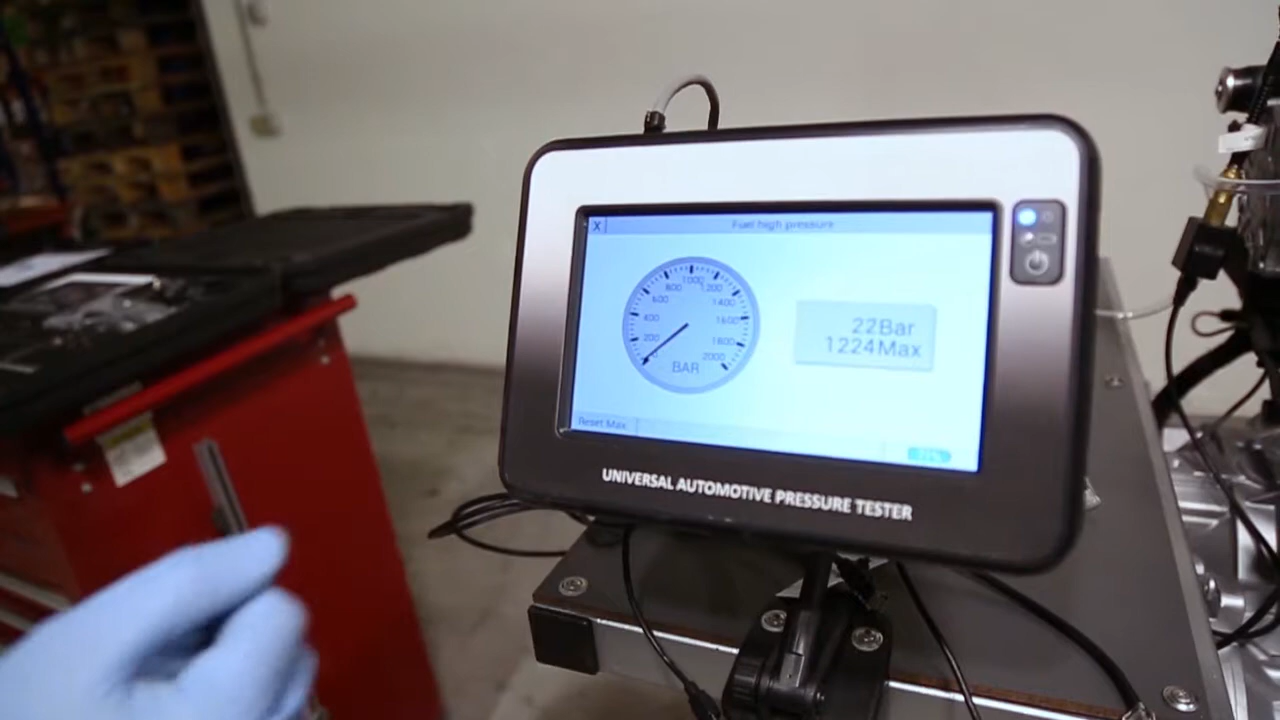 X
Fuel high pressure
200
400
600
800
1000
1200
1400
1600
1800
2000
BAR
22Bar
1224Max
Reset Max
UNIVERSAL AUTOMOTIVE PRESSURE TESTER